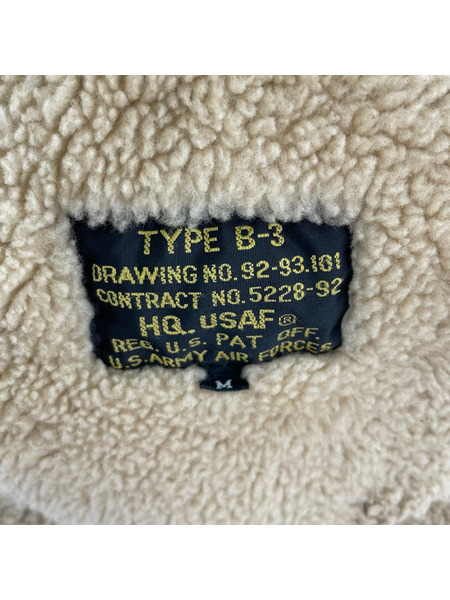 TYPE B-3
DRAWING NO. 92-93.101
CONTRACT NO. 5228-92
HQ. USAF®
REG. U.S. PAT OFF.
U.S. ARMY AIR FORCES
M